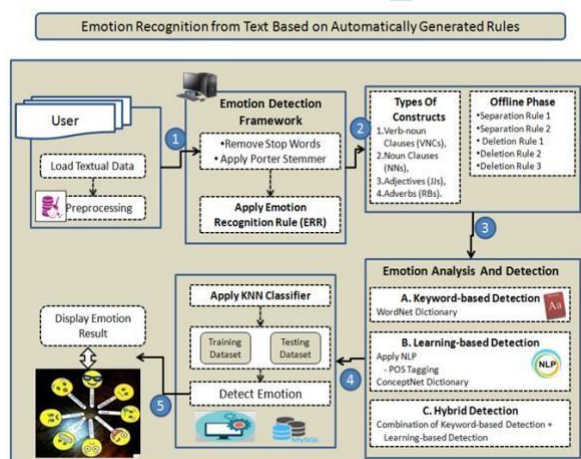 Emotion Recognition from Text Based on Automatically Generated Rules
User
Load Textual Data
Preprocessing
1
Emotion Detection
Framework
•Remove Stop Words
•Apply Porter Stemmer
Apply Emotion
Recognition Rule (ERR)
2
Types Of
Constructs
1.Verb-noun
Clauses (VNCs),
2.Noun Clauses
(NNs),
3.Adjectives (JJs),
4.Adverbs (RBs).
Offline Phase
•Separation Rule 1
•Separation Rule 2
• Deletion Rule 1
•Deletion Rule 2
•Deletion Rule 3
3
Emotion Analysis And Detection
A. Keyword-based Detection
WordNet Dictionary
Aa
B. Learning-based Detection
Apply NLP
- POS Tagging
ConceptNet Dictionary
NLP
C. Hybrid Detection
Combination of Keyword-based Detection +
Learning-based Detection
4
Apply KNN Classifier
Training
Dataset
Testing
Dataset
Detect Emotion
MySQL
5
Display Emotion
Result